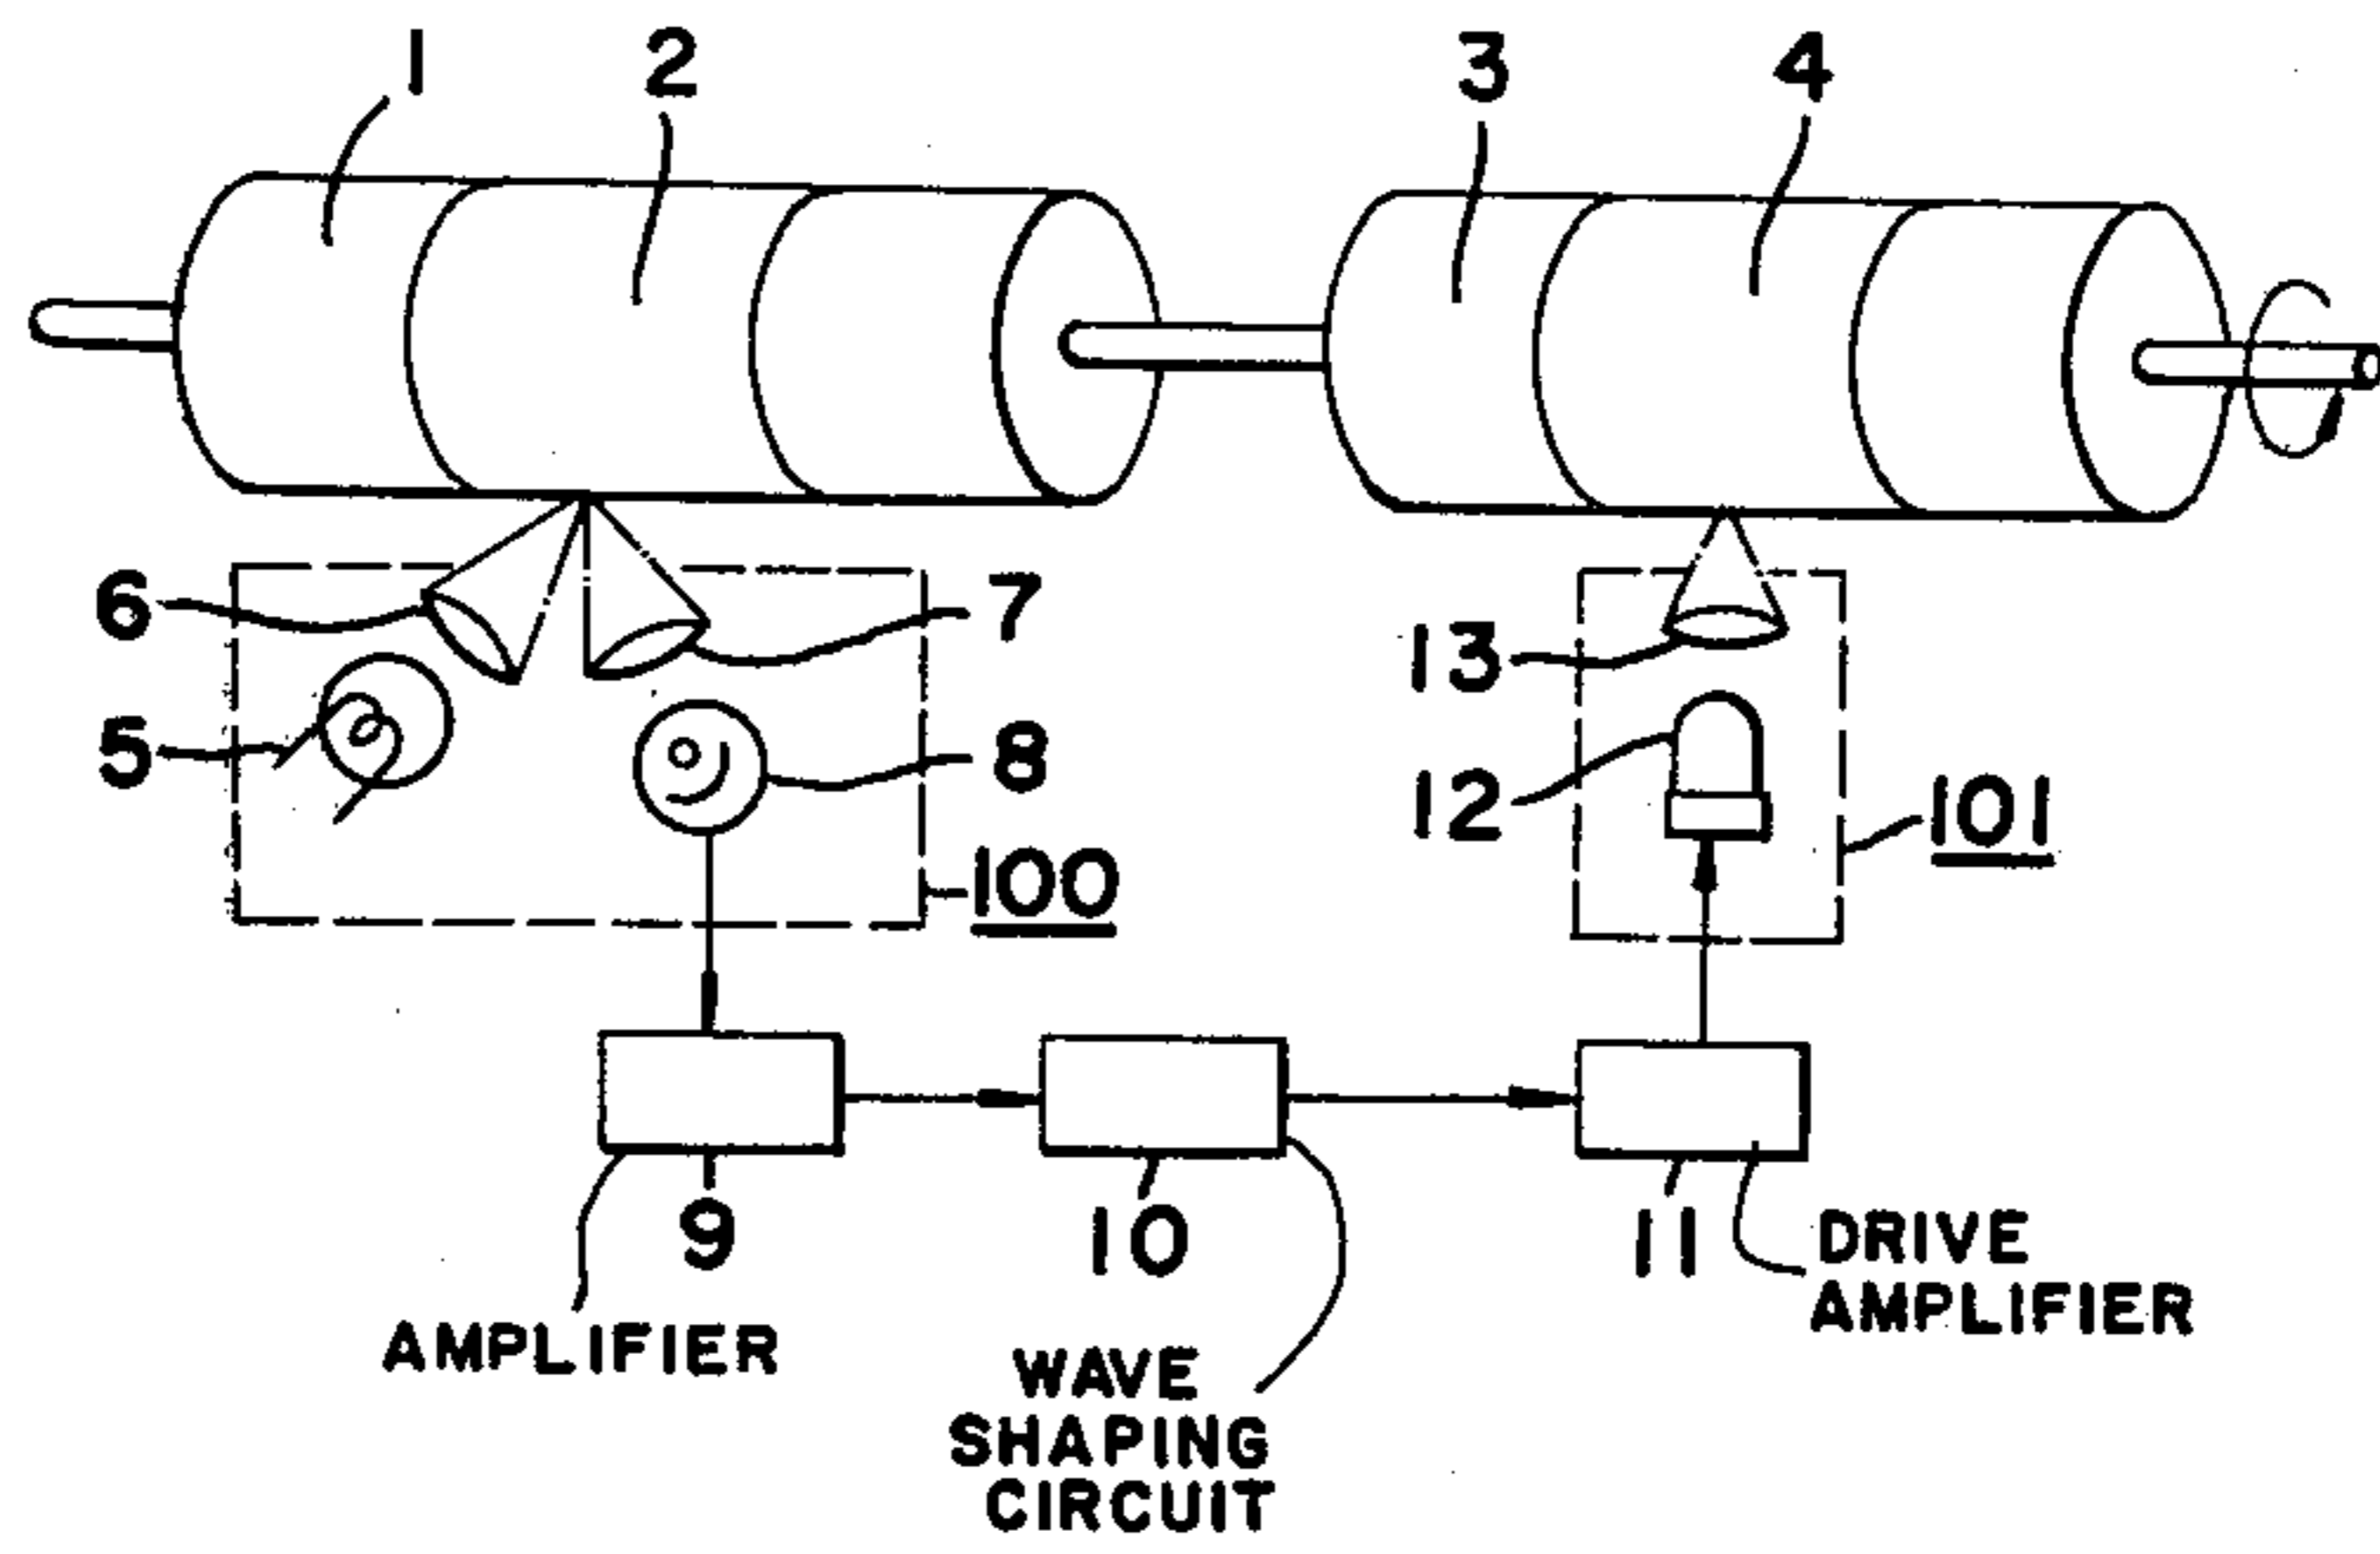 1 2 3 4
6 7
13
5 8
12 101
100
9 10 11 DRIVE
AMPLIFIER
AMPLIFIER
WAVE
SHAPING
CIRCUIT